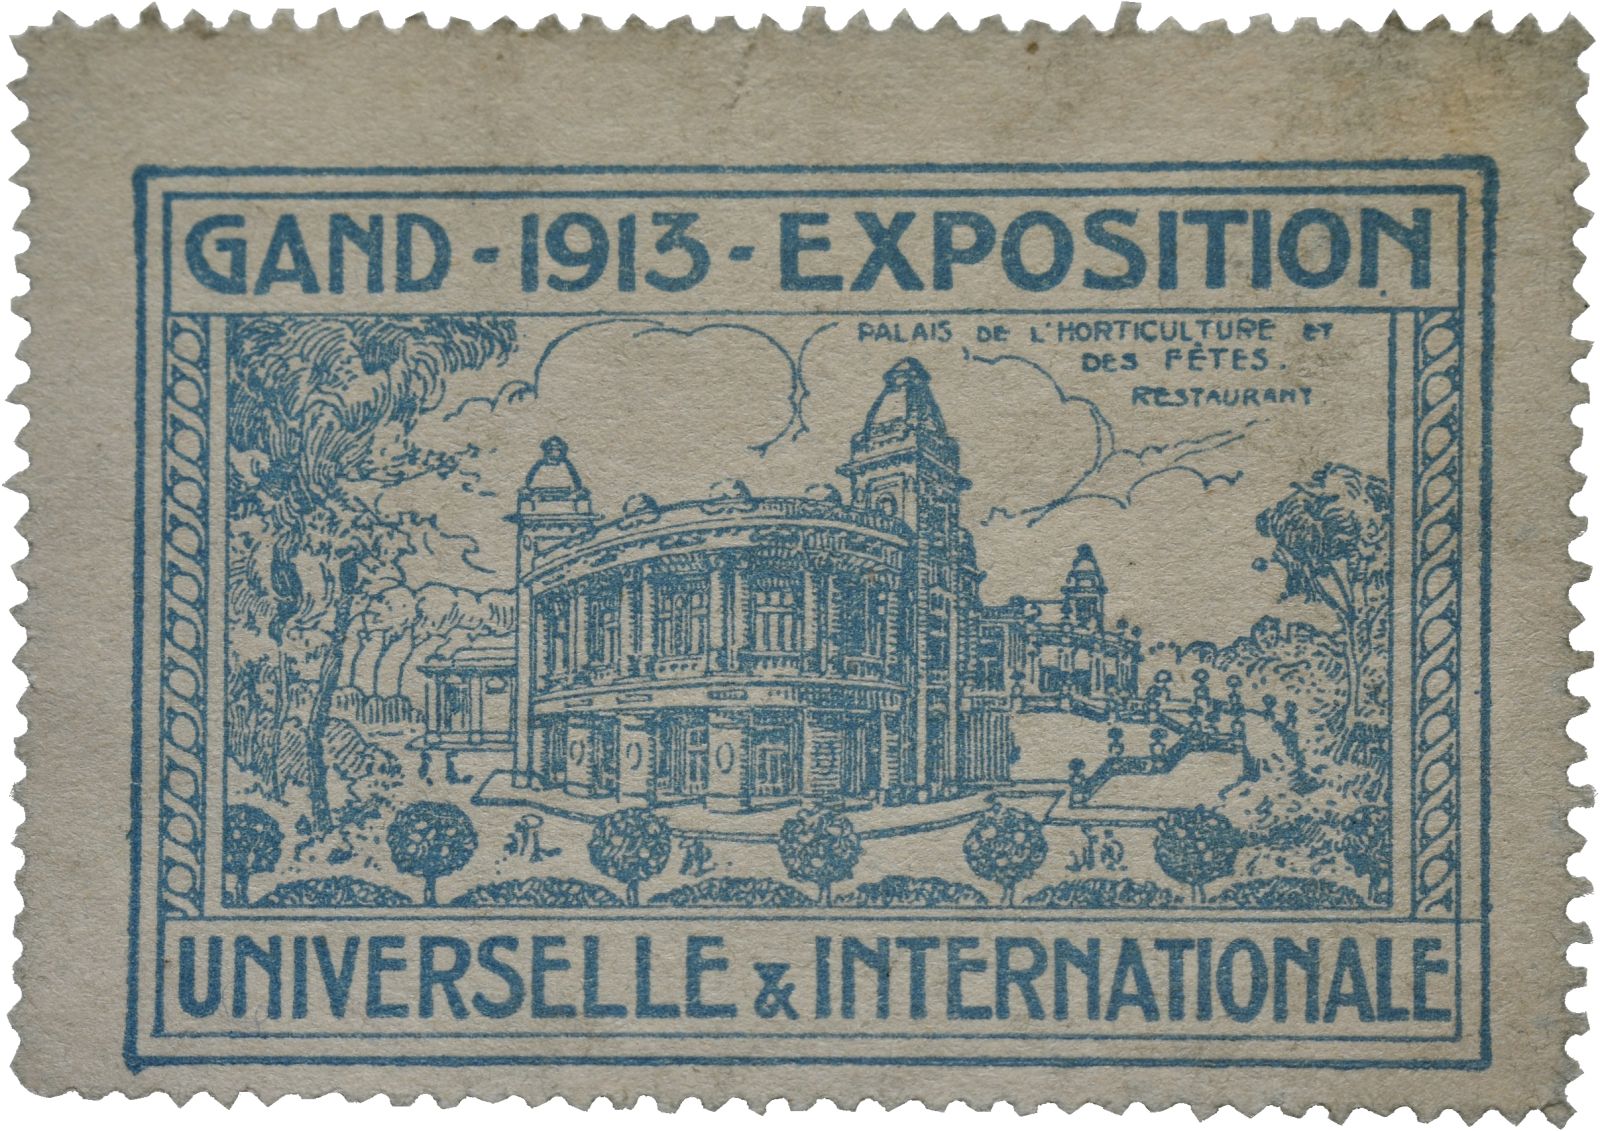 GAND - 1913 - EXPOSITION
PALAIS DE L'HORTICULTURE ET
DES FÊTES.
RESTAURANT.
UNIVERSELLE & INTERNATIONALE